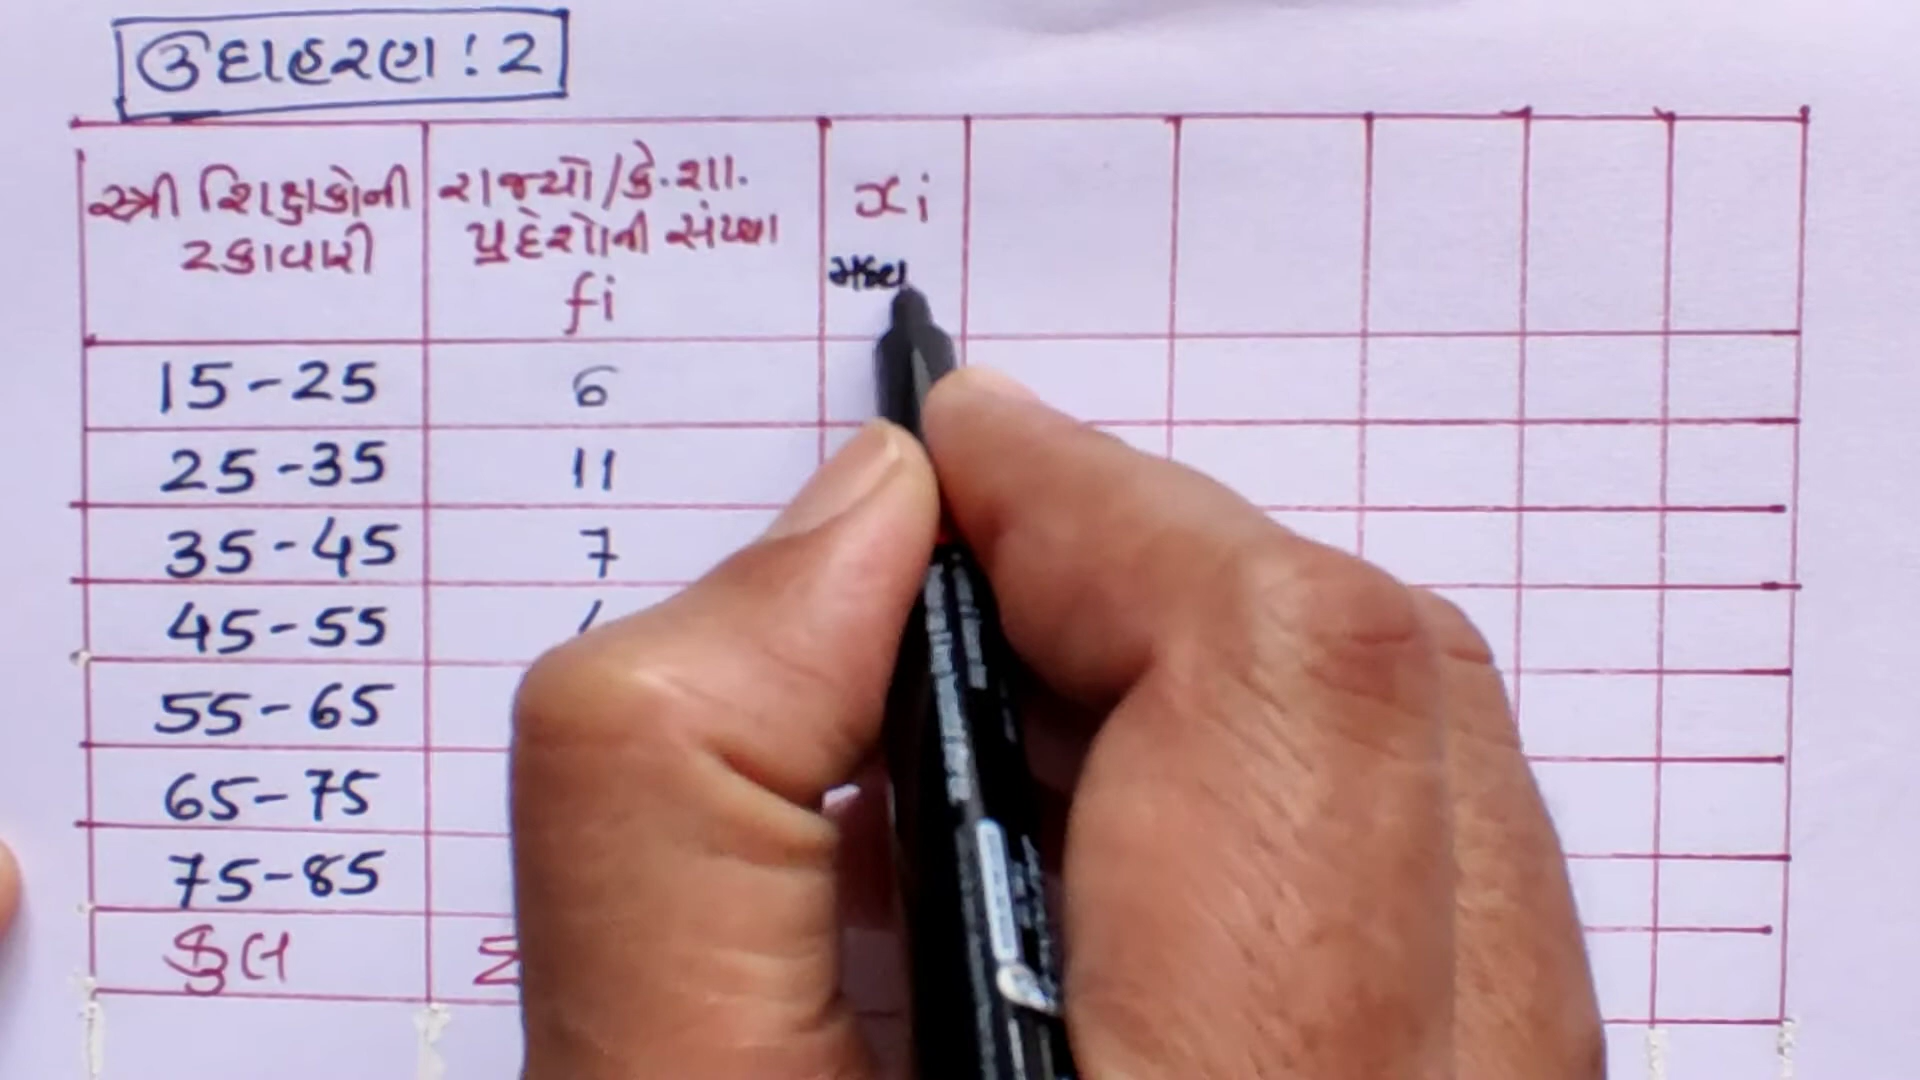 ઉદાહરણ : 2
સ્ત્રી શિક્ષકોની ટકાવારી
રાજ્યો/કે.શા. પ્રદેશોની સંખ્યા fi
xi
મધ્ય
15-25 6
25-35 11
35-45 7
45-55
55-65
65-75
75-85
કુલ